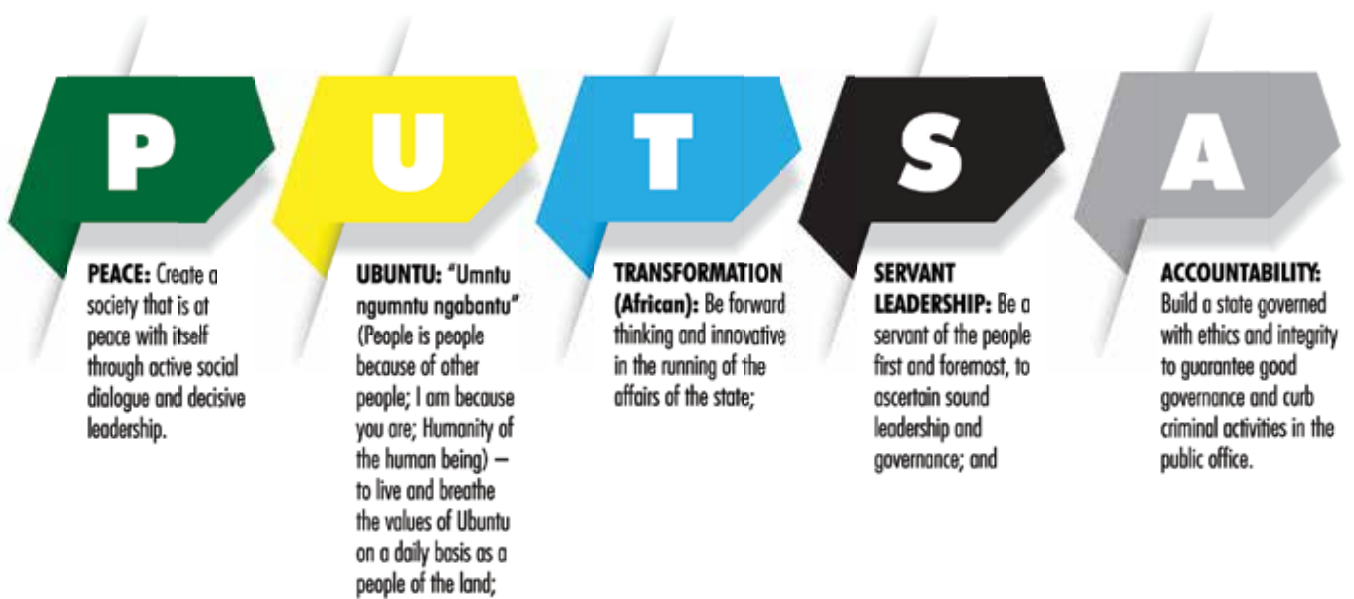 P
PEACE: Create a
society that is at
peace with itself
through active social
dialogue and decisive
leadership.
U
UBUNTU: "Umntu
ngumntu ngabantu"
(People is people
because of other
people; I am because
you are; Humanity of
the human being) –
to live and breathe
the values of Ubuntu
on a daily basis as a
people of the land;
T
TRANSFORMATION
(African): Be forward
thinking and innovative
in the running of the
affairs of the state;
S
SERVANT
LEADERSHIP: Be a
servant of the people
first and foremost, to
ascertain sound
leadership and
governance; and
A
ACCOUNTABILITY:
Build a state governed
with ethics and integrity
to guarantee good
governance and curb
criminal activities in the
public office.